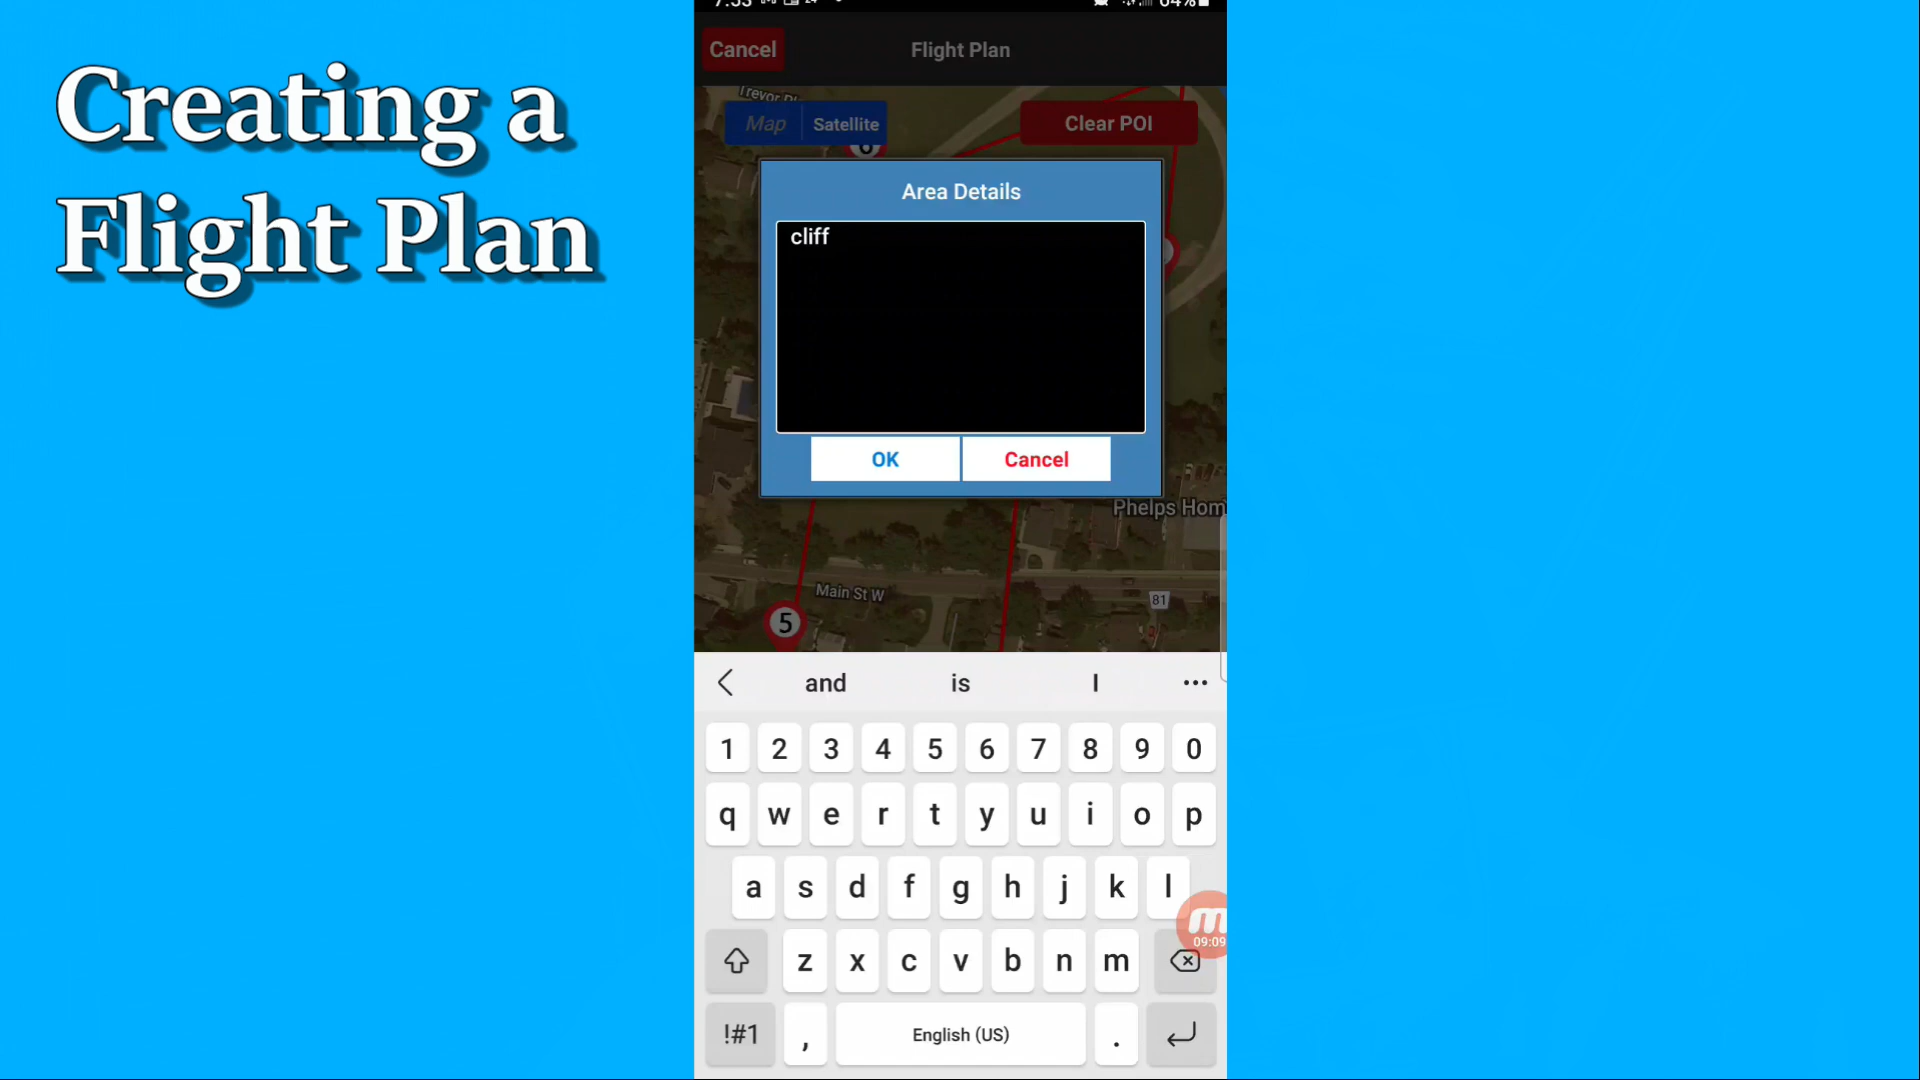 Creating a
Flight Plan
Cancel
Flight Plan
Map
Satellite
Clear POI
6
Area Details
cliff
OK
Cancel
Phelps Hom
Main St W
81
5
and
is
I
1 2 3 4 5 6 7 8 9 0
q w e r t y u i o p
a s d f g h j k l
09:09
z x c v b n m
!#1 , English (US) .